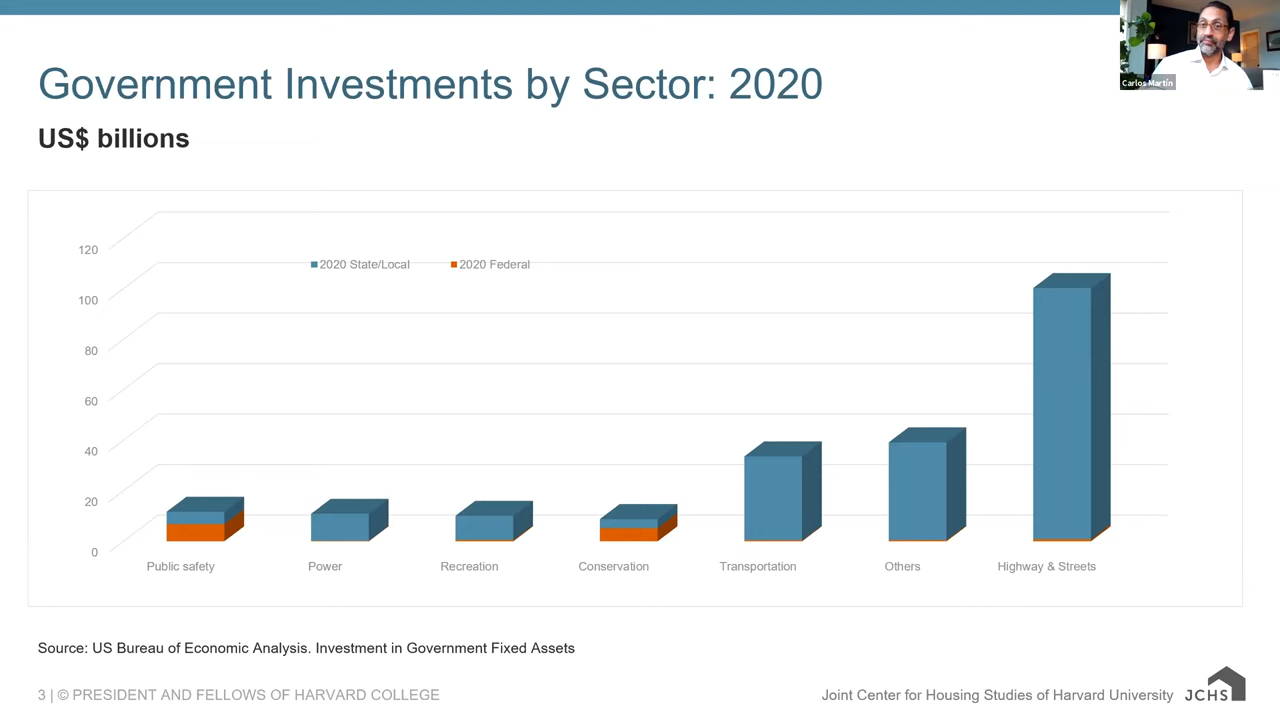 Government Investments by Sector: 2020
US$ billions
Carlos Martín
2020 State/Local
2020 Federal
120
100
80
60
40
20
0
Public safety
Power
Recreation
Conservation
Transportation
Others
Highway & Streets
Source: US Bureau of Economic Analysis. Investment in Government Fixed Assets
3 | © PRESIDENT AND FELLOWS OF HARVARD COLLEGE
Joint Center for Housing Studies of Harvard University
JCHS